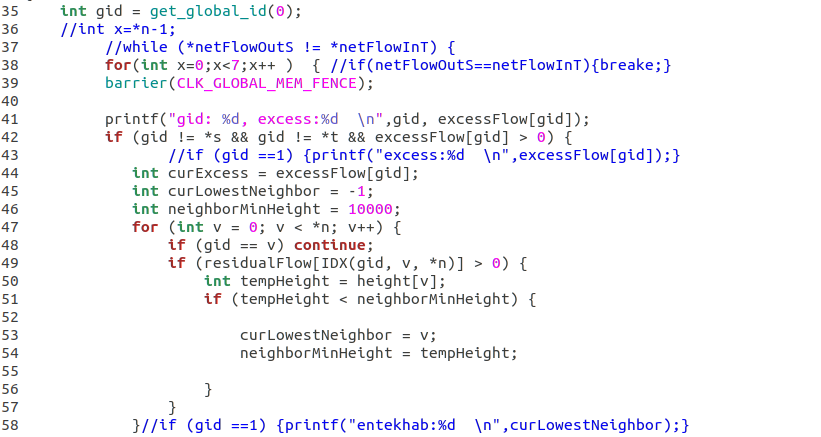 35 int gid = get_global_id(0);
36 //int x=*n-1;
37 //while (*netFlowOutS != *netFlowInT) {
38 for(int x=0;x<7;x++ ) { //if(netFlowOutS==netFlowInT){breake;}
39 barrier(CLK_GLOBAL_MEM_FENCE);
40
41 printf("gid: %d, excess:%d \n",gid, excessFlow[gid]);
42 if (gid != *s && gid != *t && excessFlow[gid] > 0) {
43 //if (gid ==1) {printf("excess:%d \n",excessFlow[gid]);}
44 int curExcess = excessFlow[gid];
45 int curLowestNeighbor = -1;
46 int neighborMinHeight = 10000;
47 for (int v = 0; v < *n; v++) {
48 if (gid == v) continue;
49 if (residualFlow[IDX(gid, v, *n)] > 0) {
50 int tempHeight = height[v];
51 if (tempHeight < neighborMinHeight) {
52
53 curLowestNeighbor = v;
54 neighborMinHeight = tempHeight;
55
56 }
57 }
58 }//if (gid ==1) {printf("entekhab:%d \n",curLowestNeighbor);}